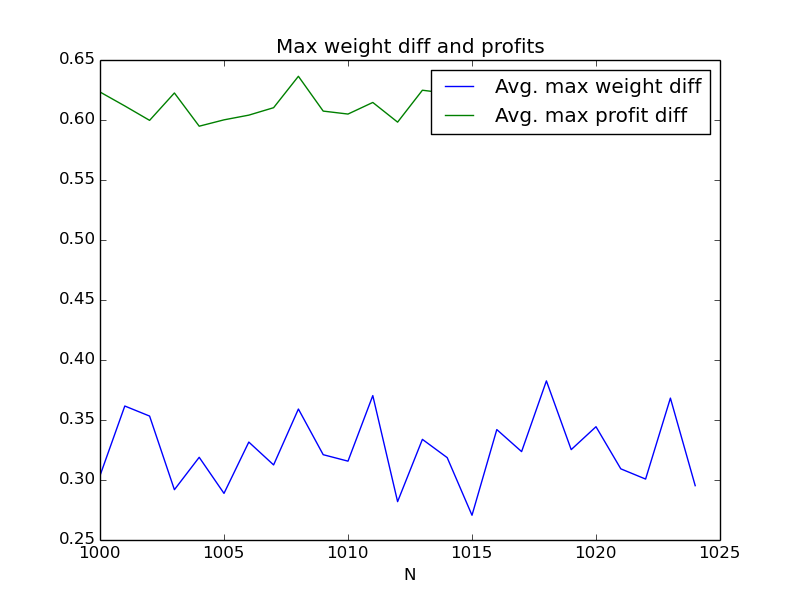 Max weight diff and profits
0.65
0.60
0.55
0.50
0.45
0.40
0.35
0.30
0.25
Avg. max weight diff
Avg. max profit diff
1000 1005 1010 1015 1020 1025
N